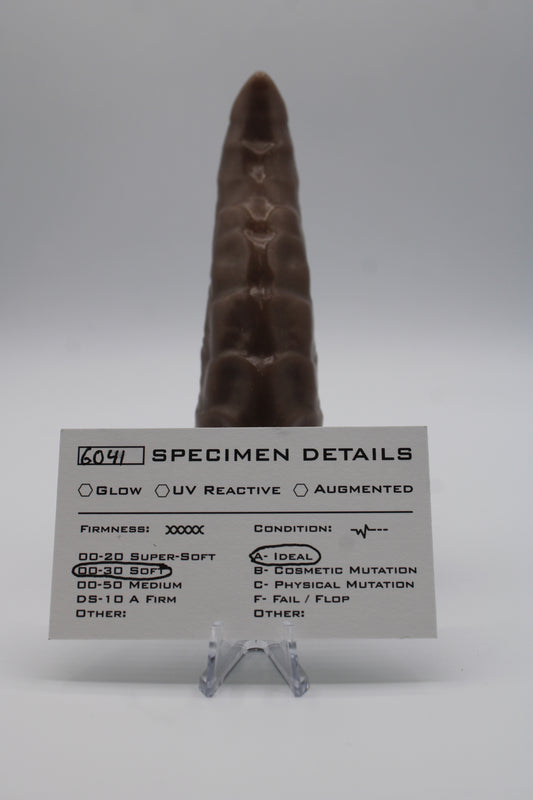 6041 SPECIMEN DETAILS
GLOW UV REACTIVE AUGMENTED
FIRMNESS: XXXXX CONDITION:
00-20 SUPER-SOFT A- IDEAL
00-30 SOFT B- COSMETIC MUTATION
00-50 MEDIUM C- PHYSICAL MUTATION
DS-10 A FIRM F- FAIL / FLOP
OTHER: OTHER: